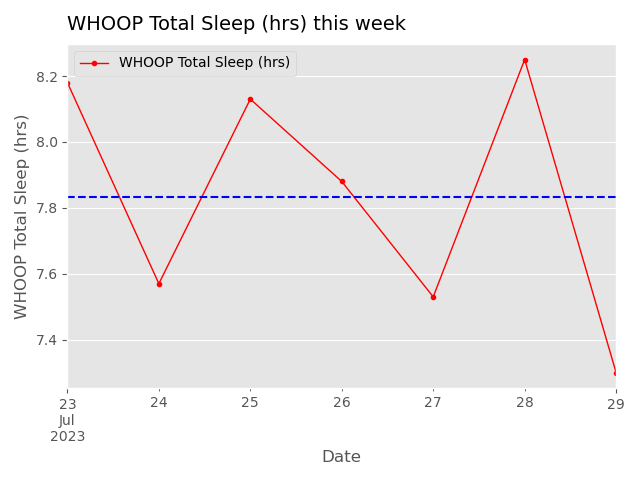 WHOOP Total Sleep (hrs) this week
WHOOP Total Sleep (hrs)
WHOOP Total Sleep (hrs)
8.2
8.0
7.8
7.6
7.4
23 24 25 26 27 28 29
Jul
2023
Date